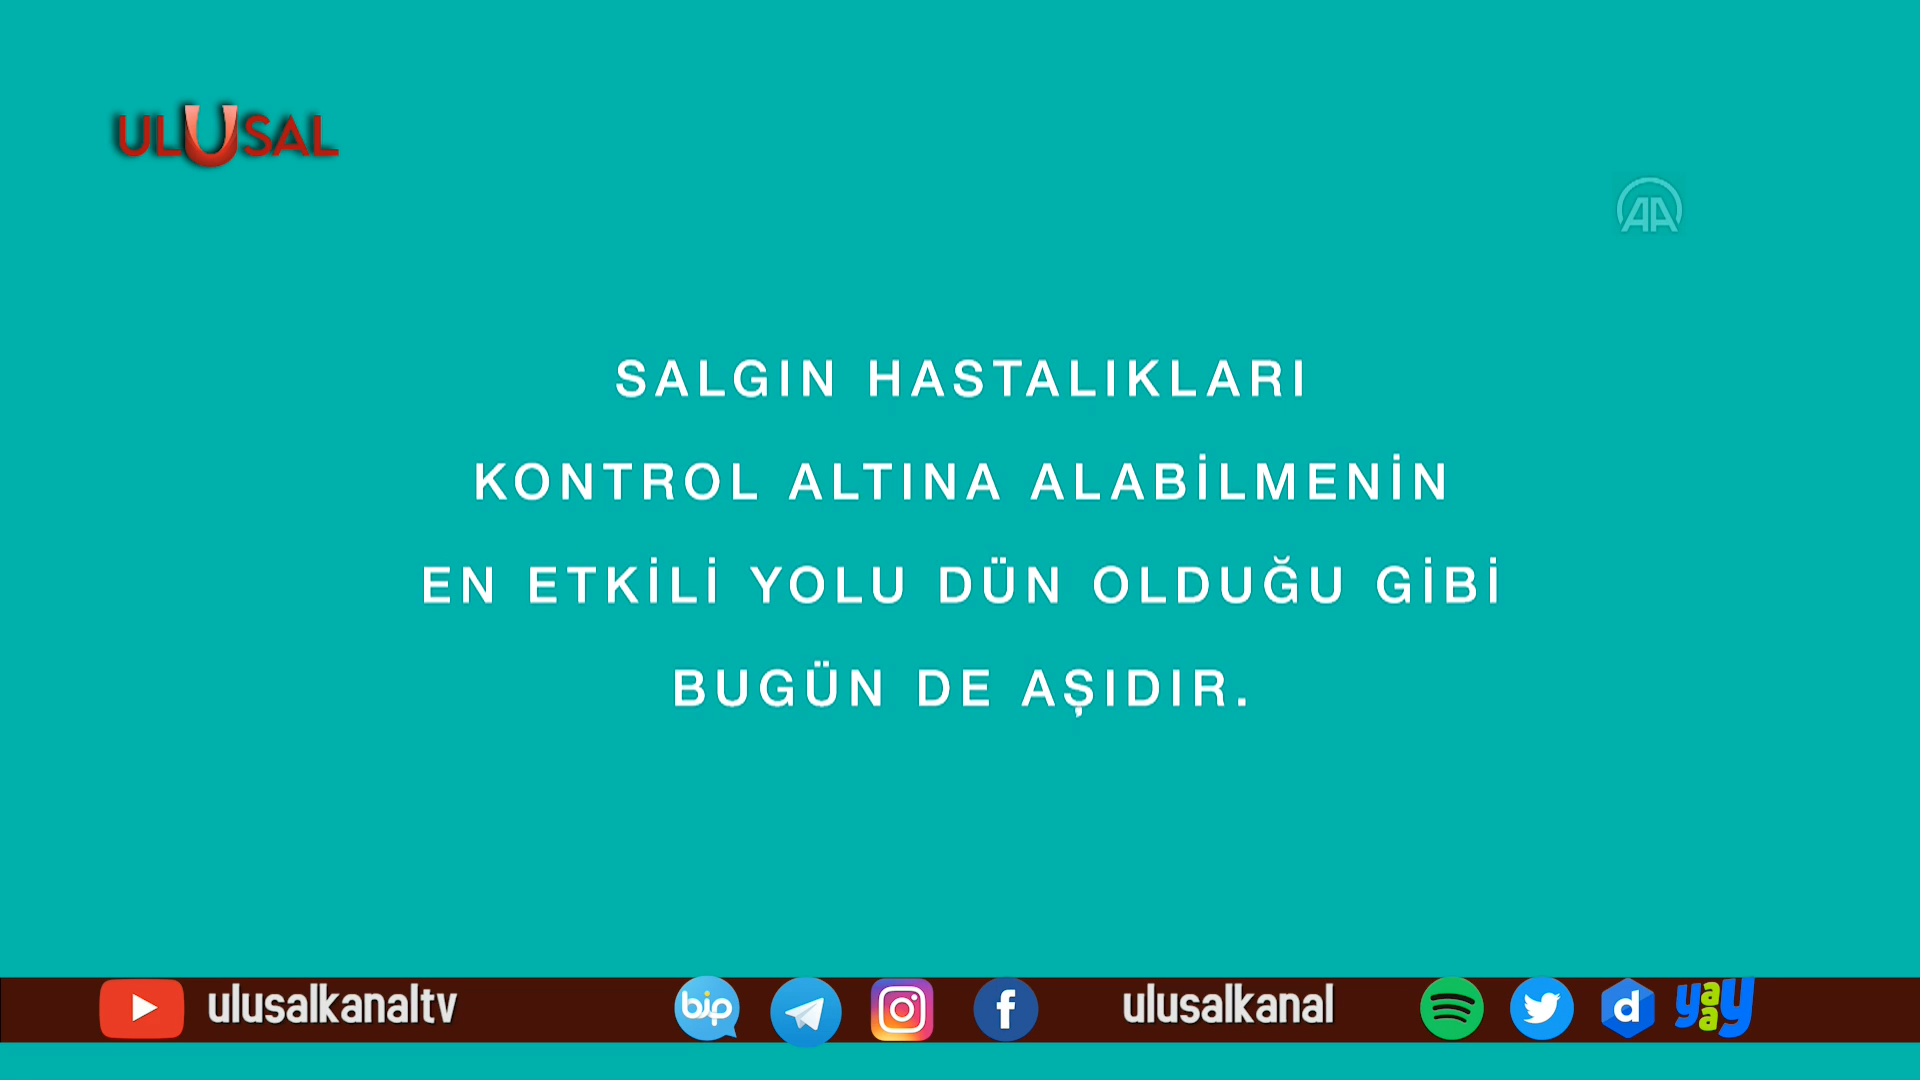 ULUSAL
AA
SALGIN HASTALIKLARI
KONTROL ALTINA ALABİLMENİN
EN ETKİLİ YOLU DÜN OLDUĞU GİBİ
BUGÜN DE AŞIDIR.
ulusalkanaltv bip f ulusalkanal d yaay